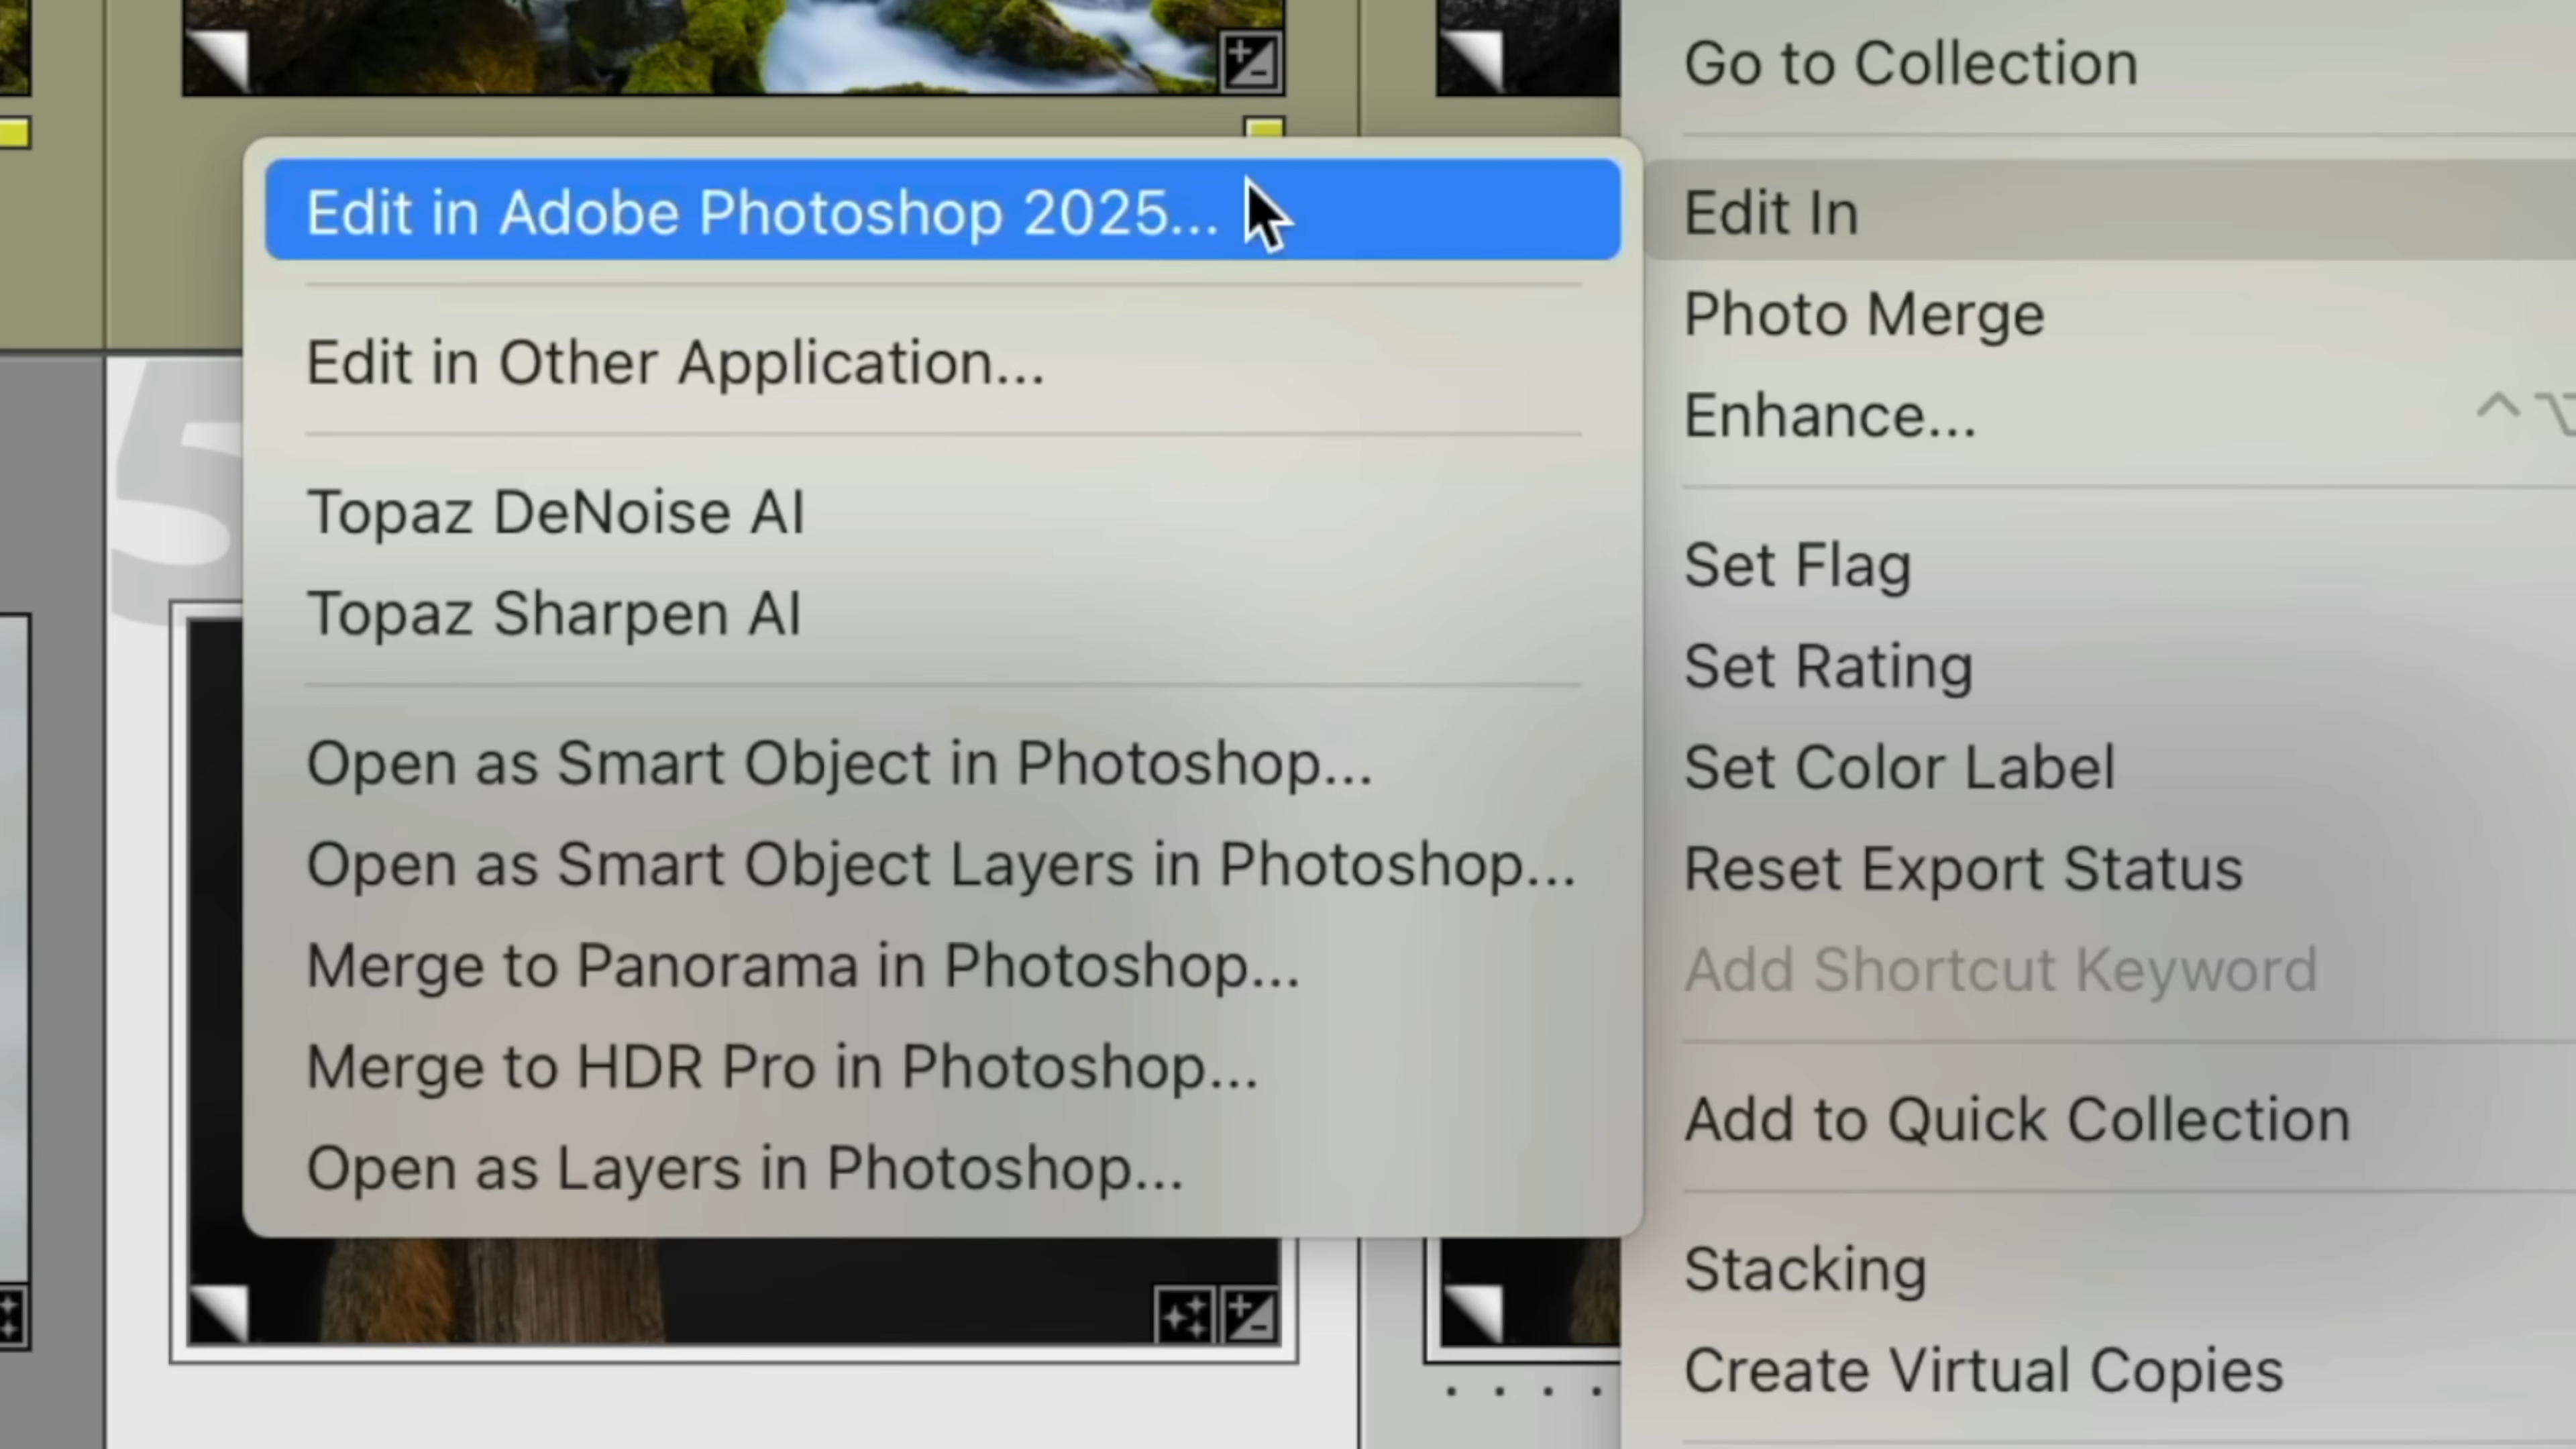 Go to Collection
Edit In
Photo Merge
Enhance... ^⌥
Set Flag
Set Rating
Set Color Label
Reset Export Status
Add Shortcut Keyword
Add to Quick Collection
Stacking
Create Virtual Copies
Edit in Adobe Photoshop 2025...
Edit in Other Application...
Topaz DeNoise AI
Topaz Sharpen AI
Open as Smart Object in Photoshop...
Open as Smart Object Layers in Photoshop...
Merge to Panorama in Photoshop...
Merge to HDR Pro in Photoshop...
Open as Layers in Photoshop...
5